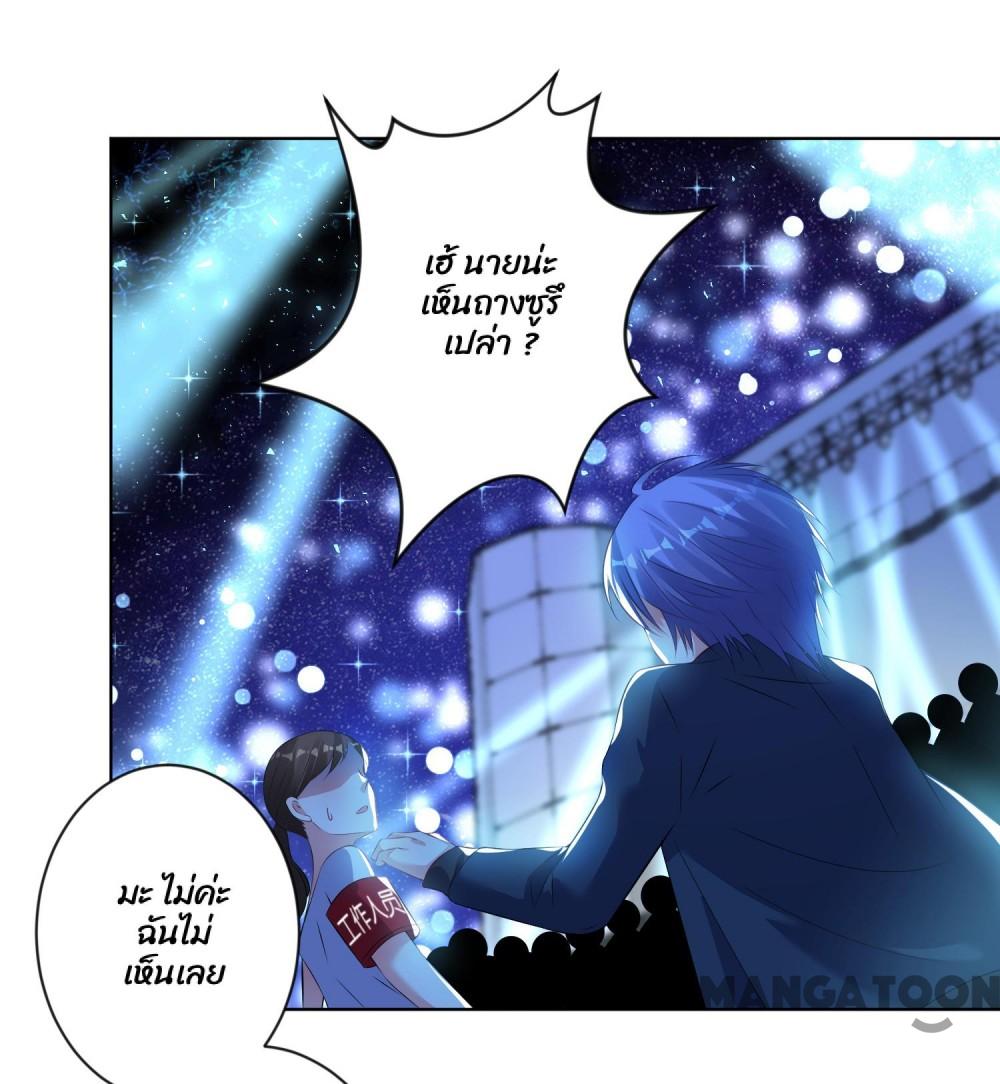 เฮ้ นายน่ะ
เห็นถางซูรึ
เปล่า ?
มะ ไม่ค่ะ
ฉันไม่
เห็นเลย
工作人员
MANGATOON